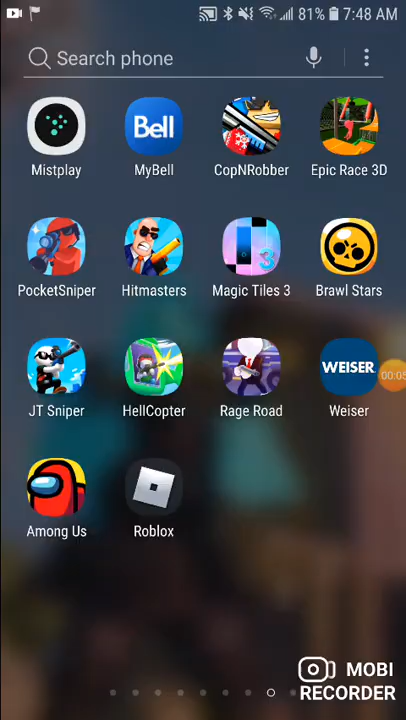 81% 7:48 AM
Search phone
Bell
Mistplay
MyBell
CopNRobber
Epic Race 3D
3
PocketSniper
Hitmasters
Magic Tiles 3
Brawl Stars
WEISER
00:05
JT Sniper
HellCopter
Rage Road
Weiser
Among Us
Roblox
MOBI
RECORDER